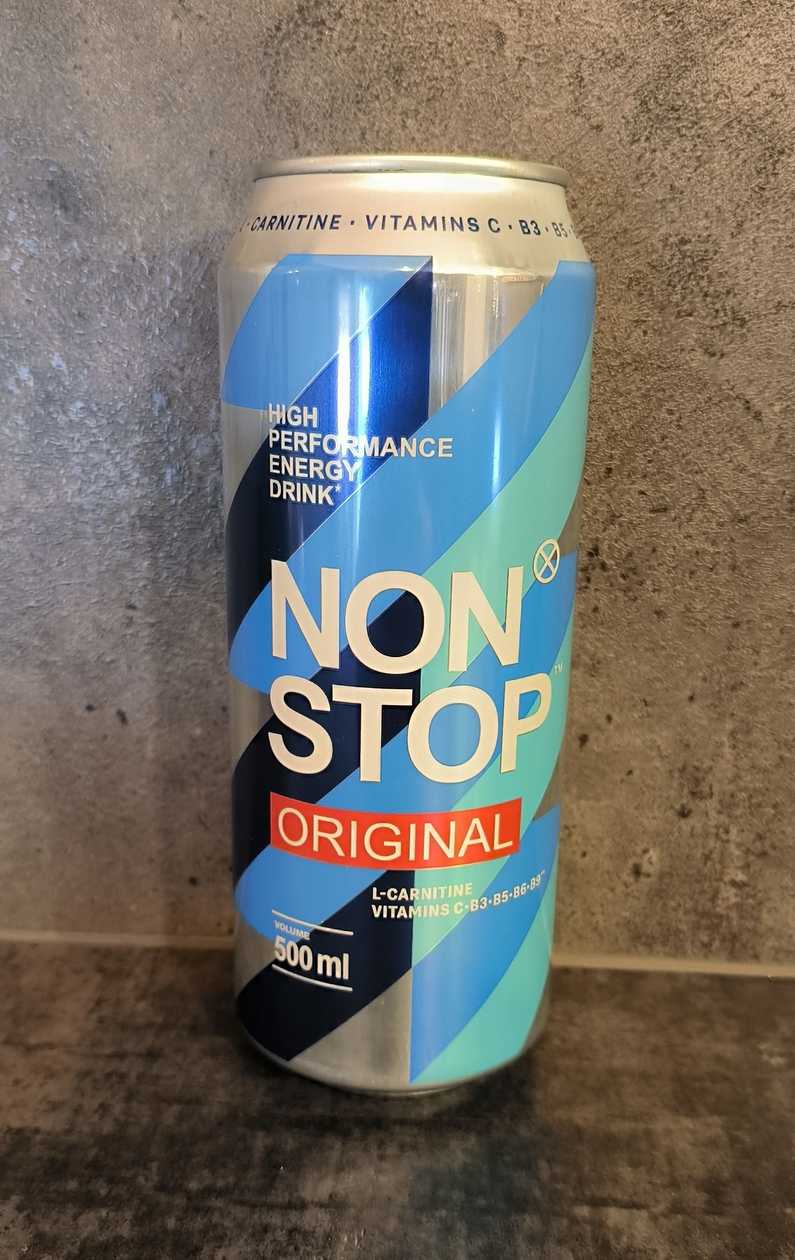 CARNITINE · VITAMINS C · B3 · B5 ·
HIGH
PERFORMANCE
ENERGY
DRINK*
NON
STOP™
ORIGINAL
L-CARNITINE
VITAMINS C·B3·B5·B6·B9**
VOLUME
500 ml